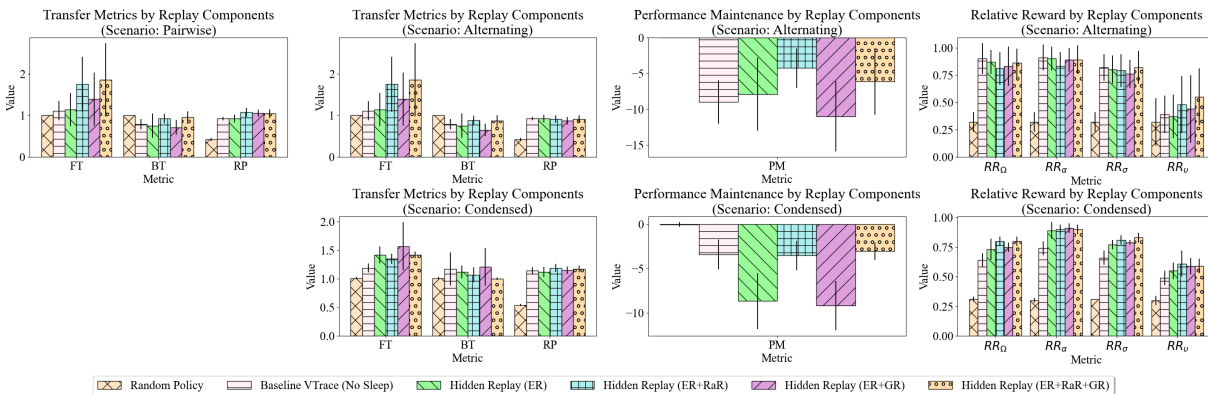 Transfer Metrics by Replay Components
(Scenario: Pairwise)
Value
2
1
0
FT
BT
RP
Metric
Transfer Metrics by Replay Components
(Scenario: Alternating)
Value
2
1
0
FT
BT
RP
Metric
Performance Maintenance by Replay Components
(Scenario: Alternating)
Value
0
−5
−10
−15
PM
Metric
Relative Reward by Replay Components
(Scenario: Alternating)
Value
1.00
0.75
0.50
0.25
0.00
RR_Ω
RR_α
RR_σ
RR_υ
Metric
Transfer Metrics by Replay Components
(Scenario: Condensed)
Value
2.0
1.5
1.0
0.5
0.0
FT
BT
RP
Metric
Performance Maintenance by Replay Components
(Scenario: Condensed)
Value
0
−5
−10
PM
Metric
Relative Reward by Replay Components
(Scenario: Condensed)
Value
1.00
0.75
0.50
0.25
0.00
RR_Ω
RR_α
RR_σ
RR_υ
Metric
Random Policy
Baseline VTrace (No Sleep)
Hidden Replay (ER)
Hidden Replay (ER+RaR)
Hidden Replay (ER+GR)
Hidden Replay (ER+RaR+GR)